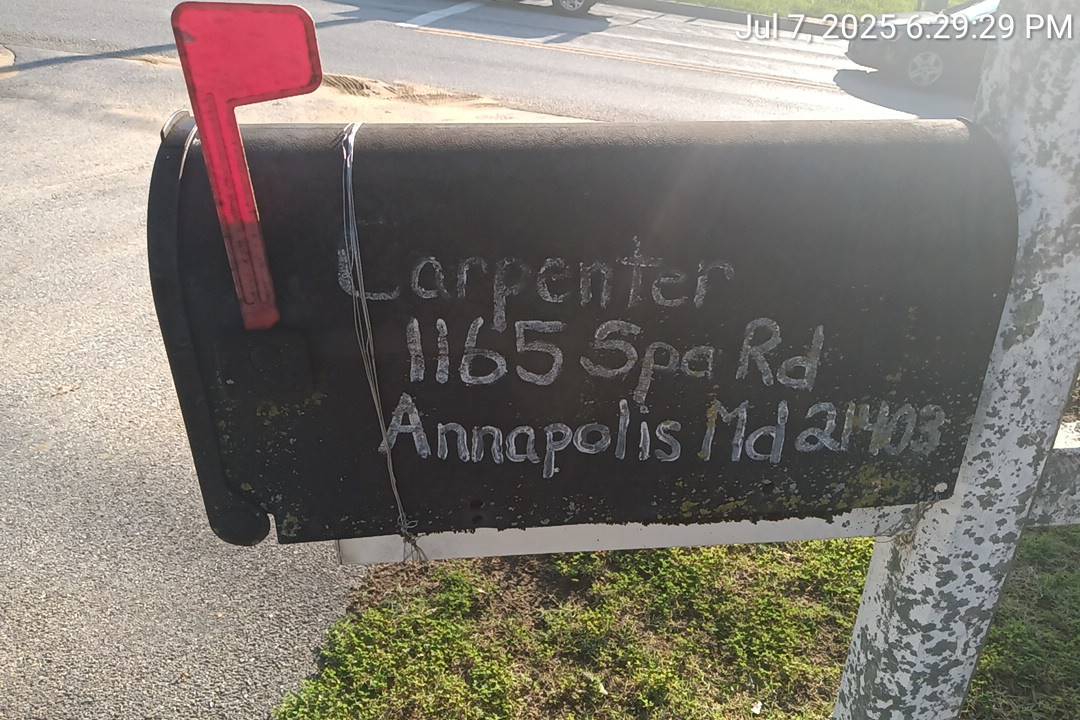 Jul 7, 2025 6:29:29 PM
Carpenter
1165 Spa Rd
Annapolis Md 21403